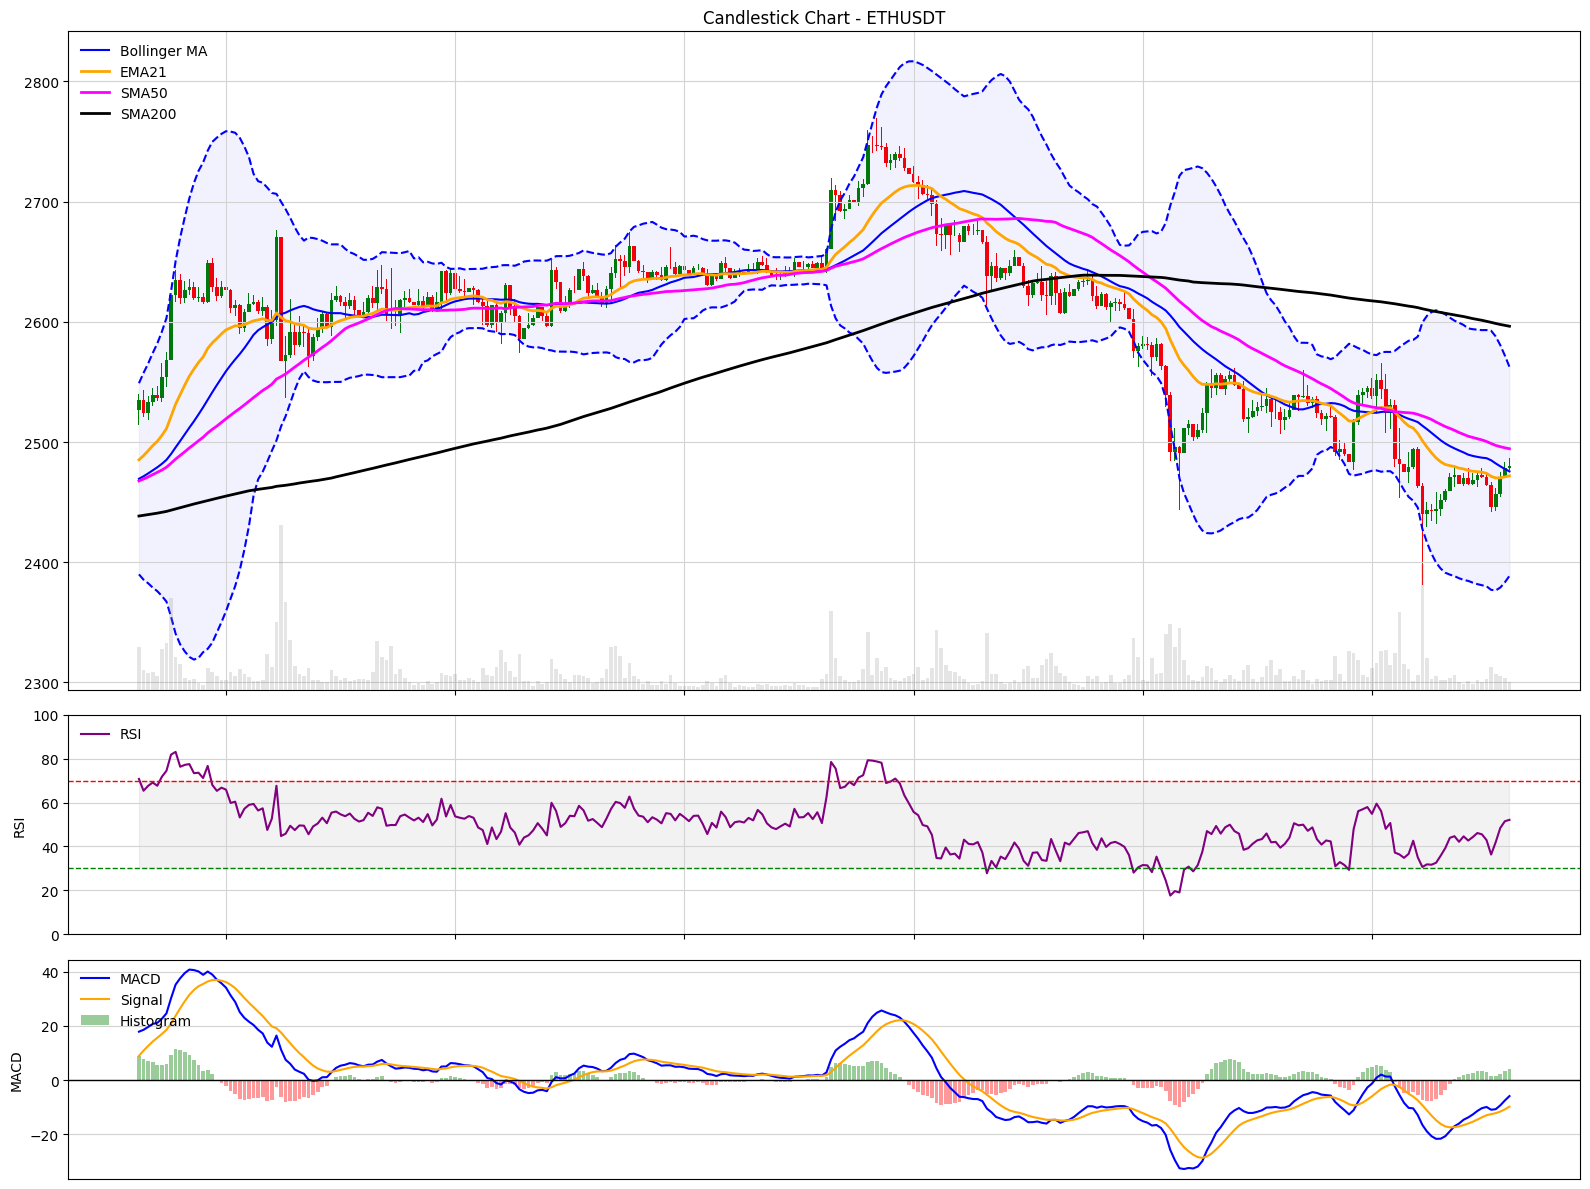 Candlestick Chart - ETHUSDT
Bollinger MA
EMA21
SMA50
SMA200
2800
2700
2600
2500
2400
2300
RSI
100
80
60
40
20
0
RSI
MACD
Signal
Histogram
40
20
0
−20
MACD